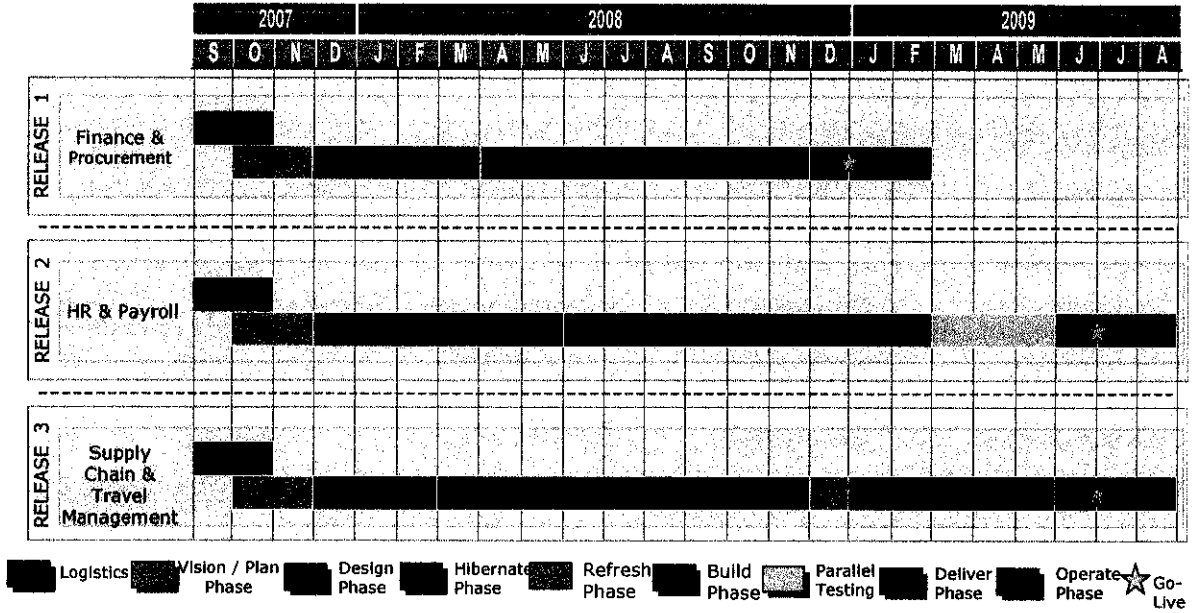 2007 2008 2009
S O N D J F M A M J J A S O N D J F M A M J J A
RELEASE 1
Finance &
Procurement
RELEASE 2
HR & Payroll
RELEASE 3
Supply
Chain &
Travel
Management
Logistics
Vision / Plan
Phase
Design
Phase
Hibernate
Phase
Refresh
Phase
Build
Phase
Parallel
Testing
Deliver
Phase
Operate
Phase
Go-
Live